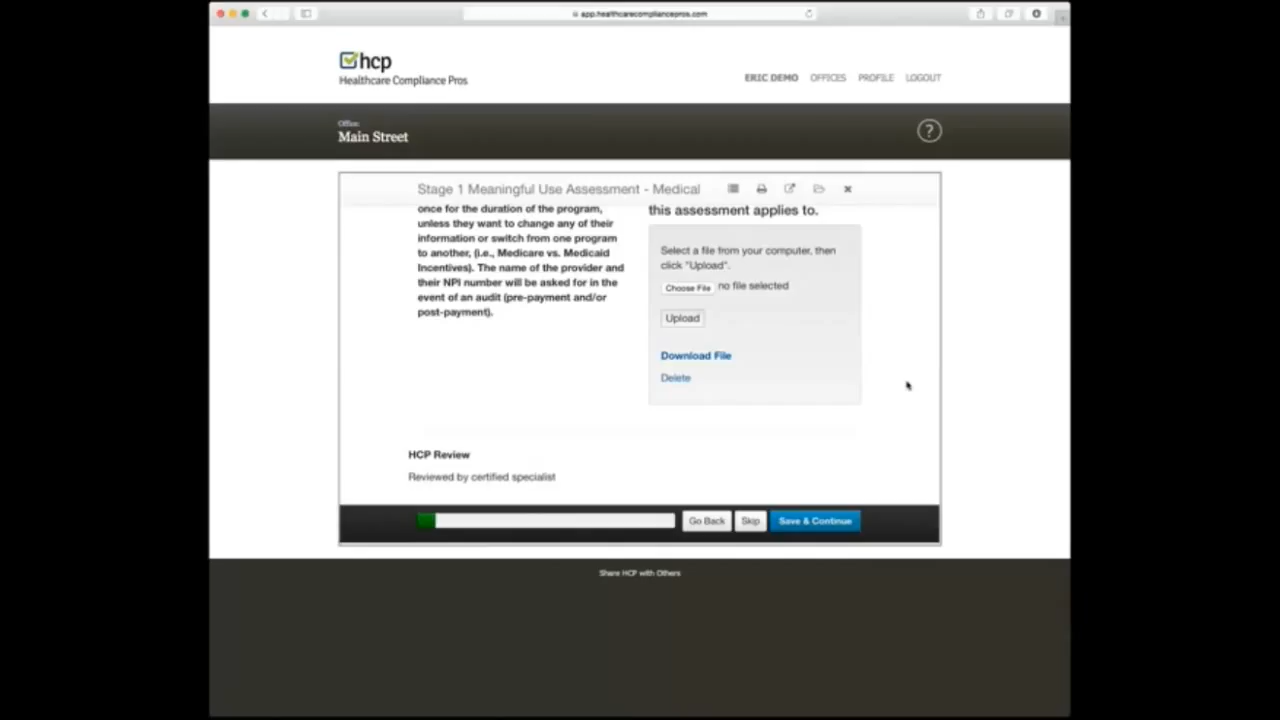 app.healthcarecompliancepros.com
hcp
Healthcare Compliance Pros
ERIC DEMO OFFICES PROFILE LOGOUT
Office:
Main Street
?
Stage 1 Meaningful Use Assessment - Medical
once for the duration of the program,
unless they want to change any of their
information or switch from one program
to another, (i.e., Medicare vs. Medicaid
Incentives). The name of the provider and
their NPI number will be asked for in the
event of an audit (pre-payment and/or
post-payment).
this assessment applies to.
Select a file from your computer, then
click "Upload".
Choose File no file selected
Upload
Download File
Delete
HCP Review
Reviewed by certified specialist
Go Back Skip Save & Continue
Share HCP with Others